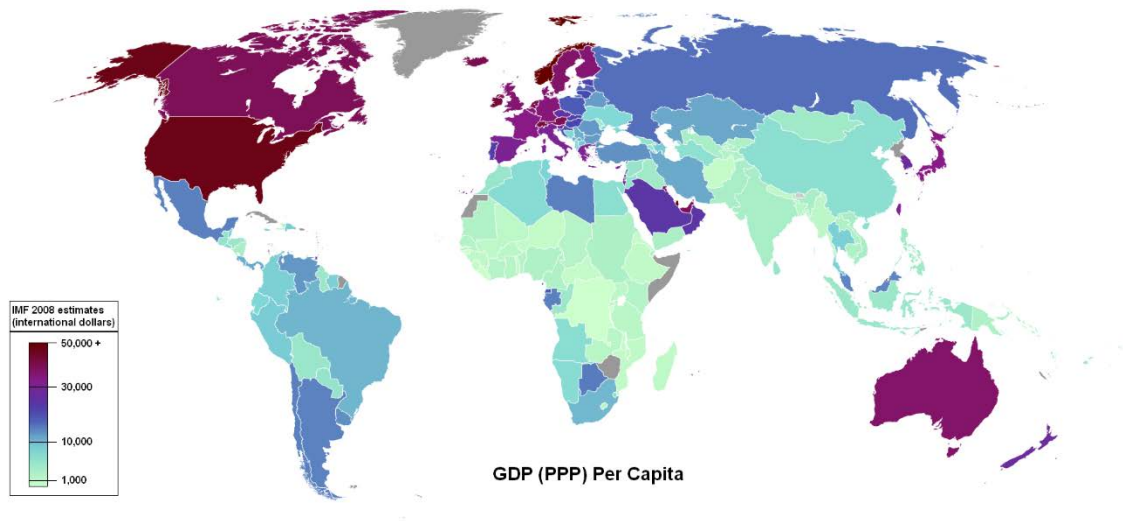 IMF 2008 estimates
(international dollars)
50,000 +
30,000
10,000
1,000
GDP (PPP) Per Capita